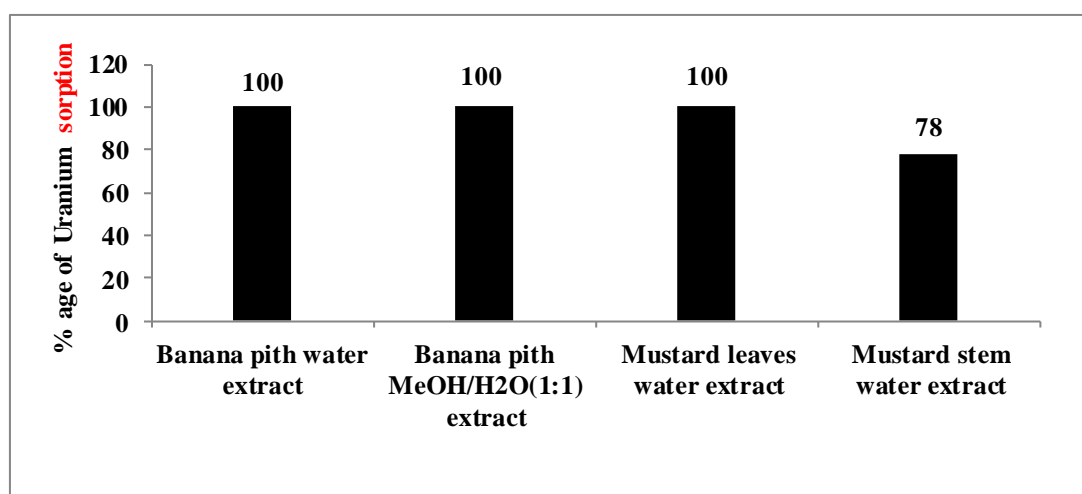 % age of Uranium sorption
120
100
80
60
40
20
0
100
100
100
78
Banana pith water
extract
Banana pith
MeOH/H2O(1:1)
extract
Mustard leaves
water extract
Mustard stem
water extract